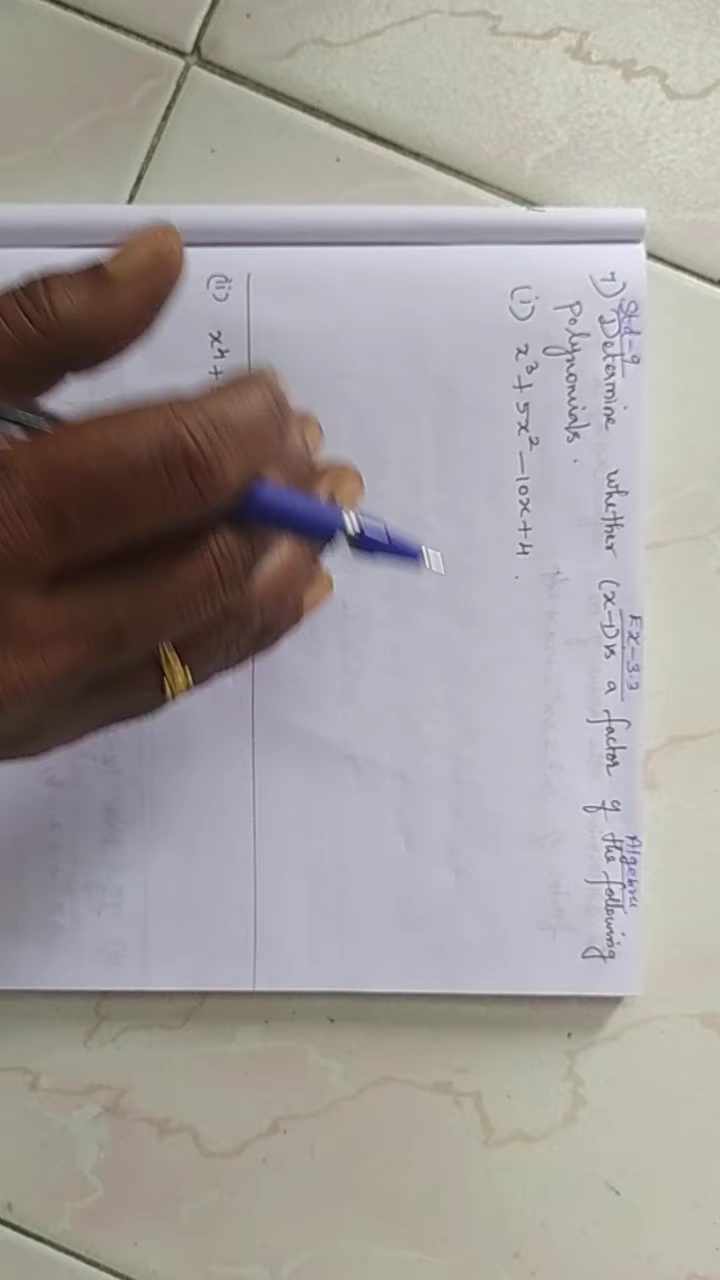 Std-9 Ex-3.3 Algebra
7) Determine whether (x-1) is a factor of the following
polynomials.
(i) x³+5x²-10x+4.
(ii) x⁴+